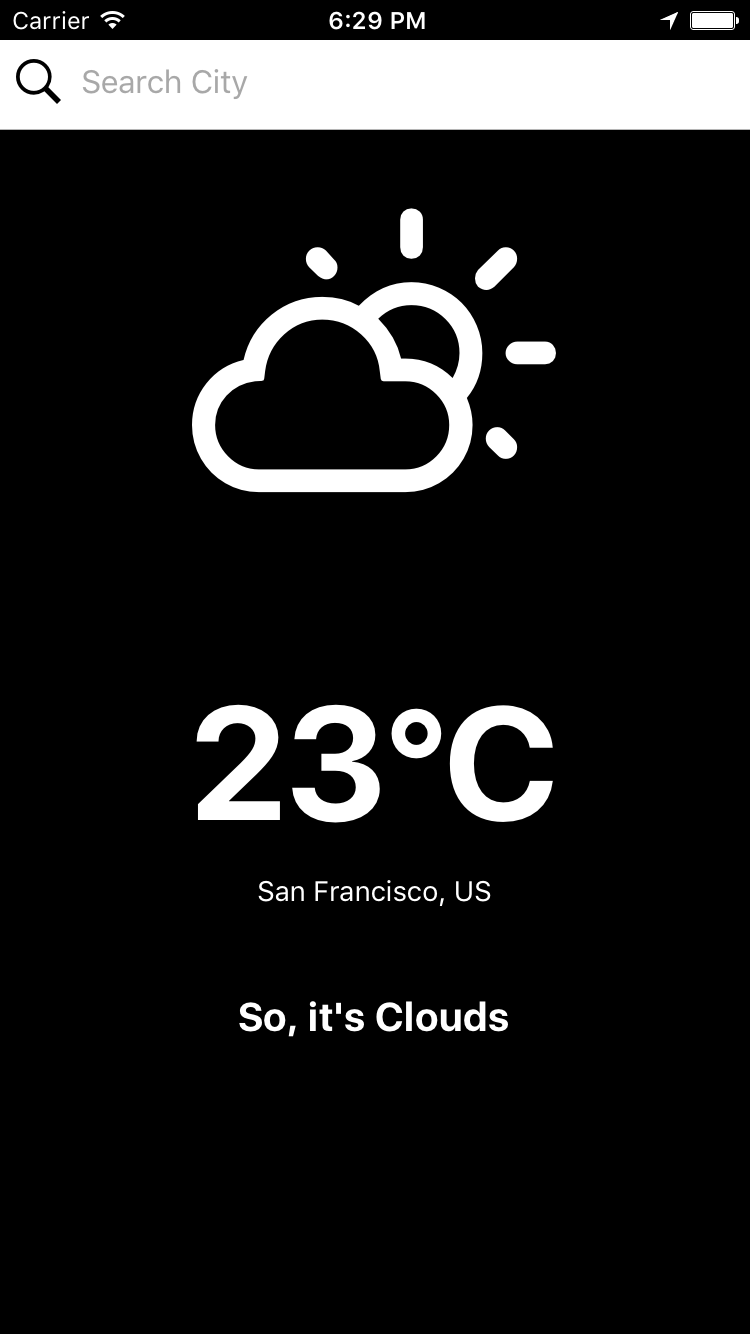 Carrier 6:29 PM
Search City
23°C
San Francisco, US
So, it's Clouds